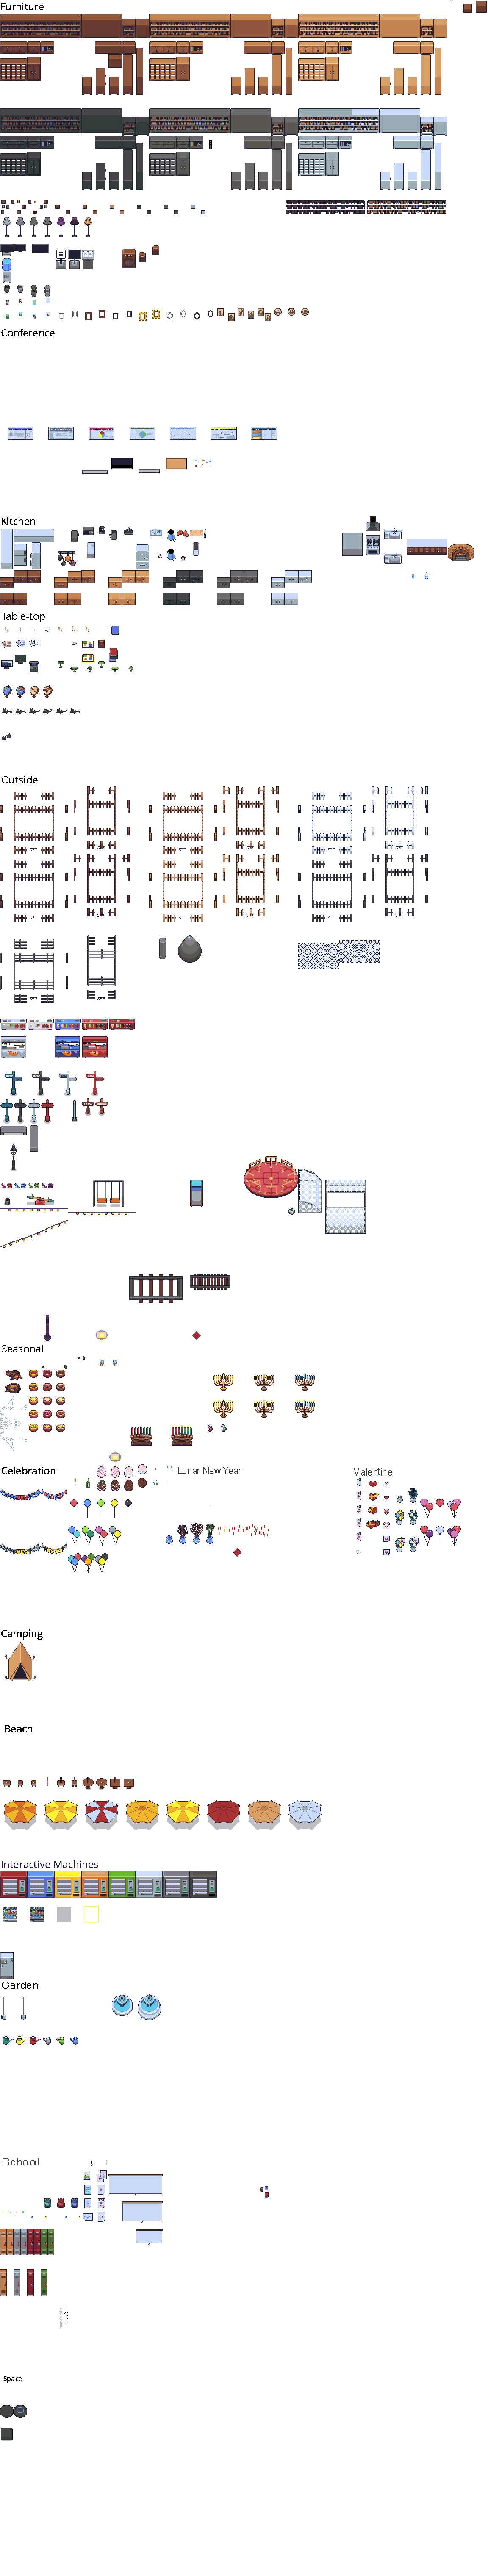 Furniture
Conference
Kitchen
Table-top
Outside
Seasonal
Celebration
Lunar New Year
Valentine
Camping
Beach
Interactive Machines
Garden
School
Space